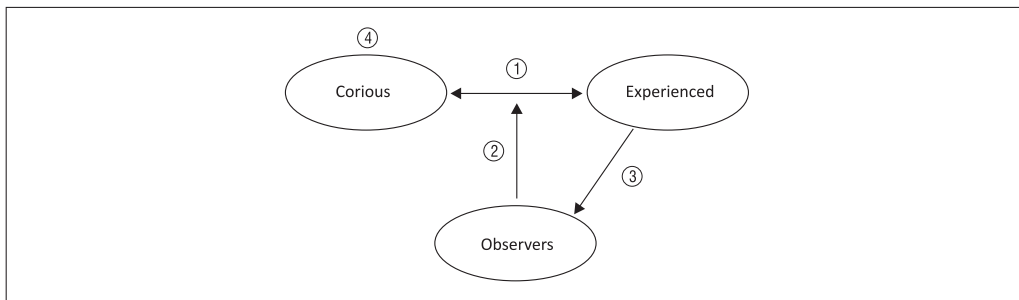 ④
①
Corious
Experienced
②
③
Observers